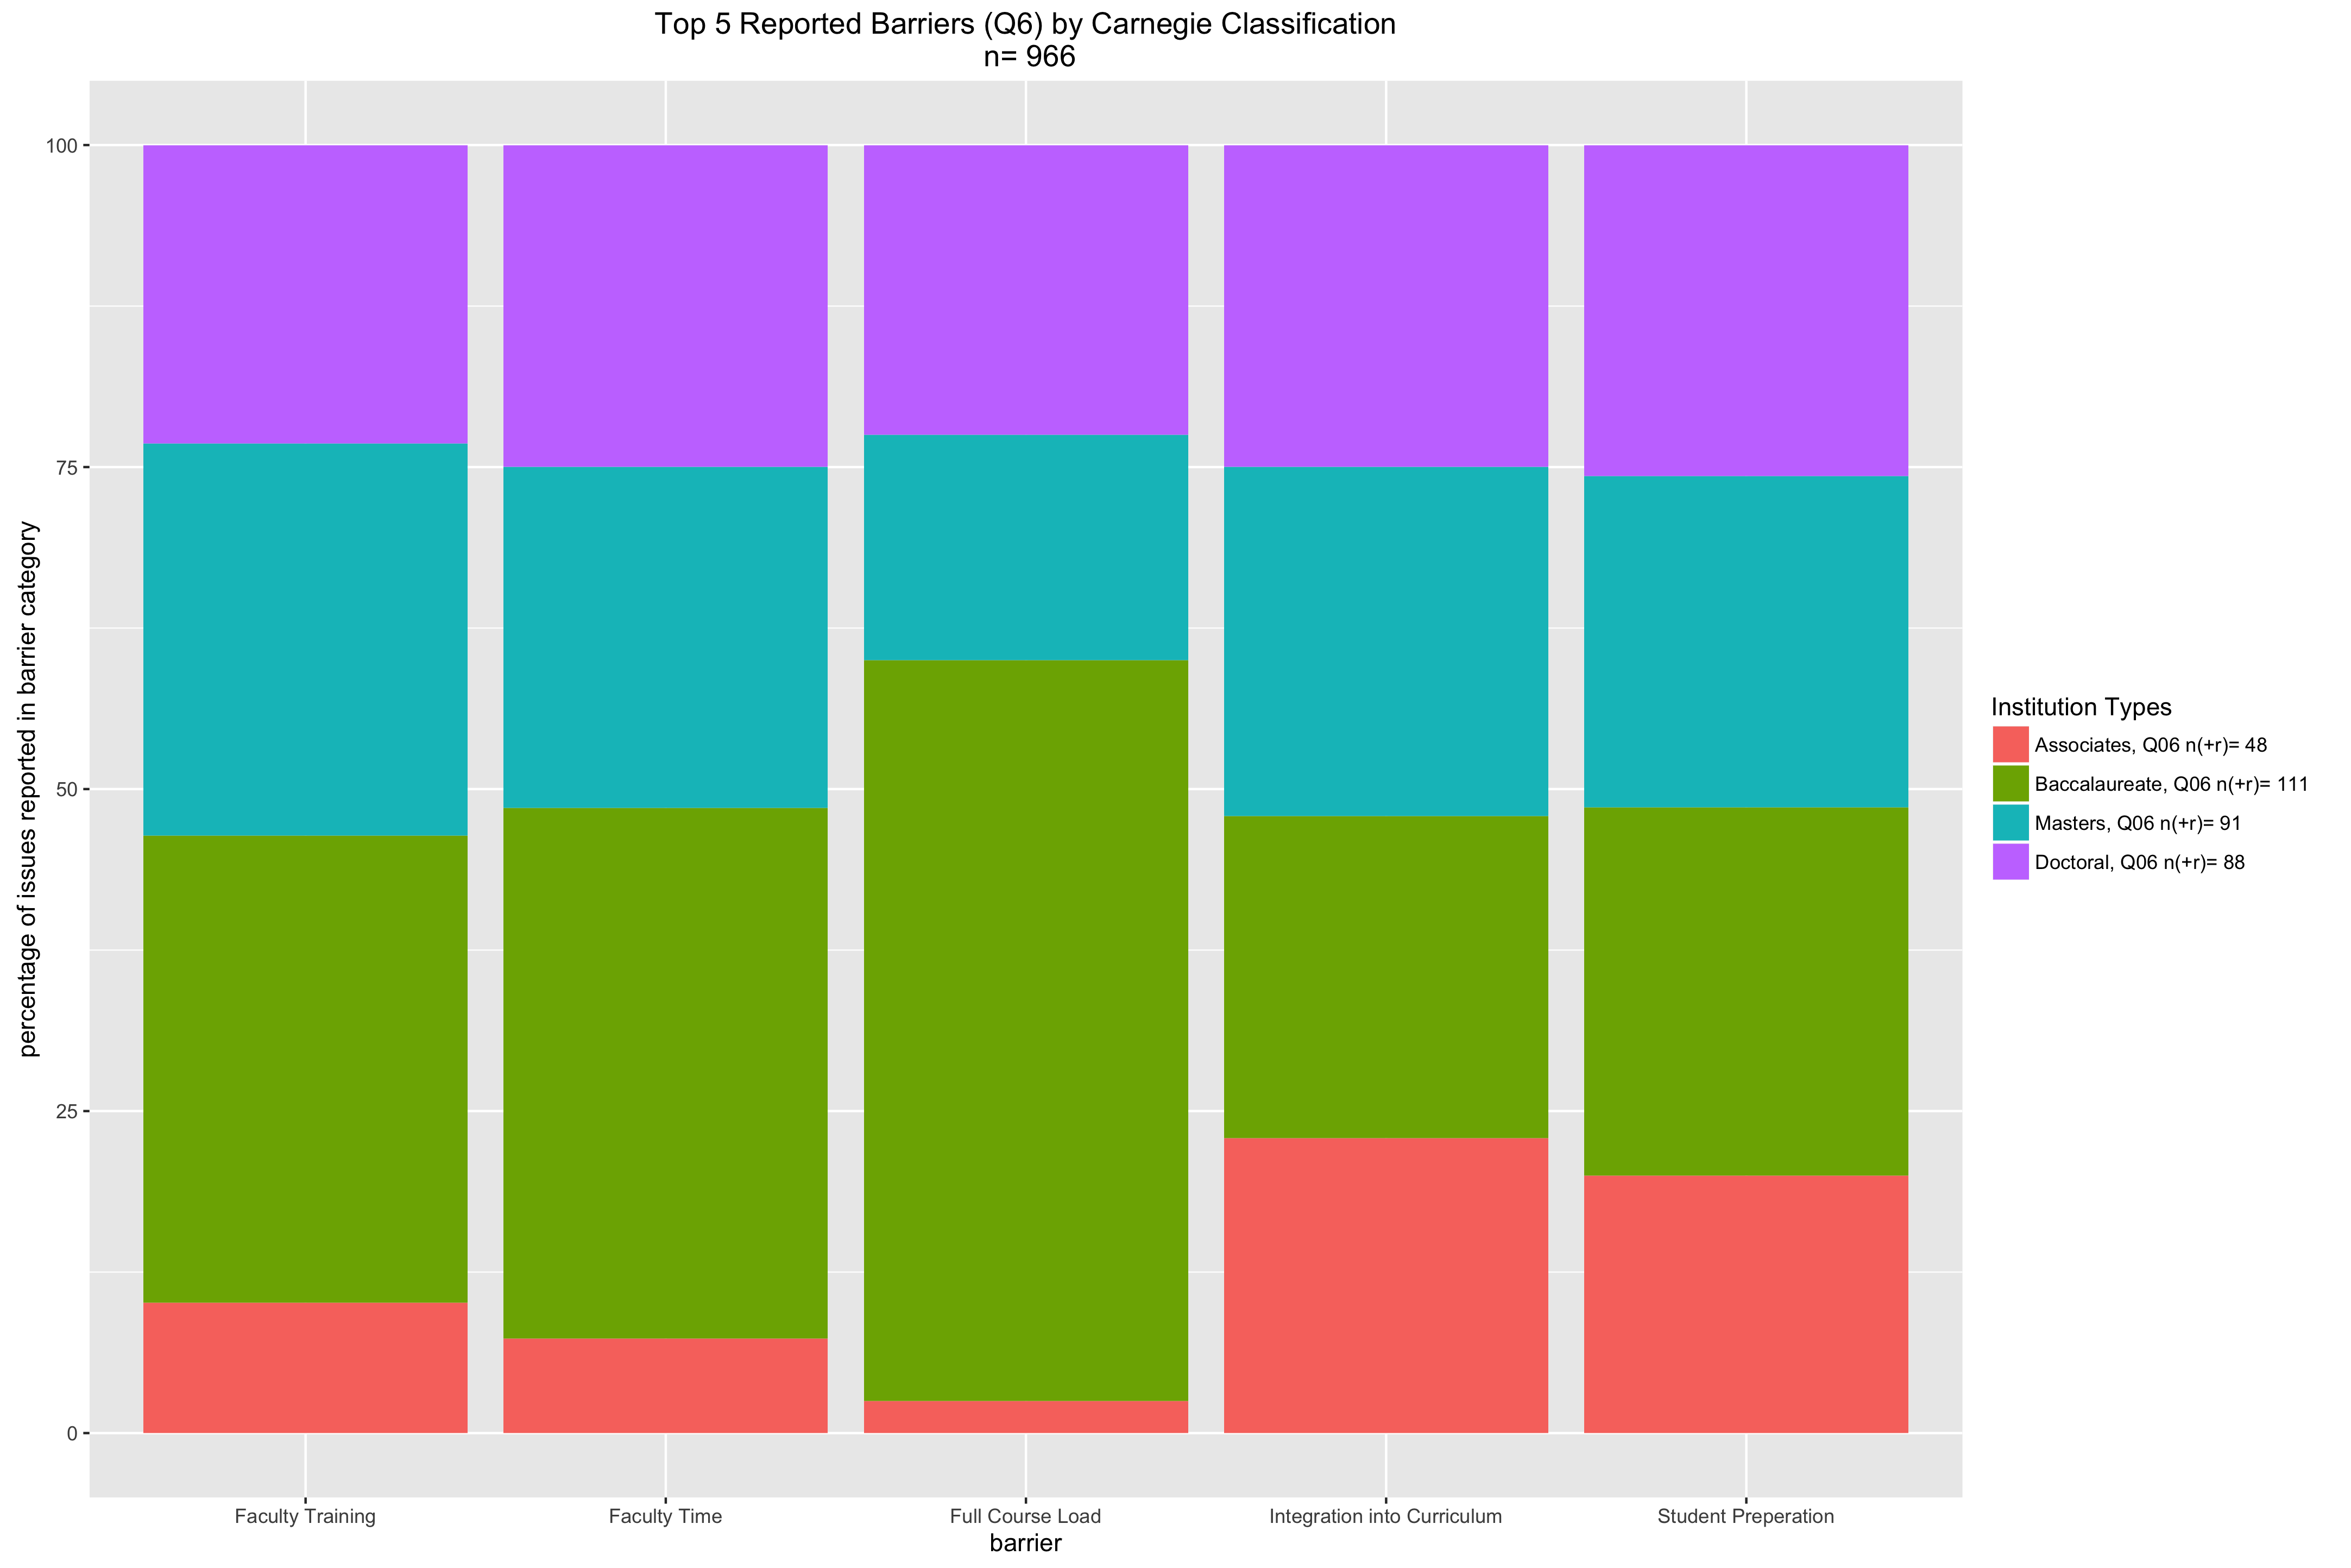 Top 5 Reported Barriers (Q6) by Carnegie Classification
n= 966
percentage of issues reported in barrier category
100
75
50
25
0
Faculty Training
Faculty Time
Full Course Load
Integration into Curriculum
Student Preperation
barrier
Institution Types
Associates, Q06 n(+r)= 48
Baccalaureate, Q06 n(+r)= 111
Masters, Q06 n(+r)= 91
Doctoral, Q06 n(+r)= 88